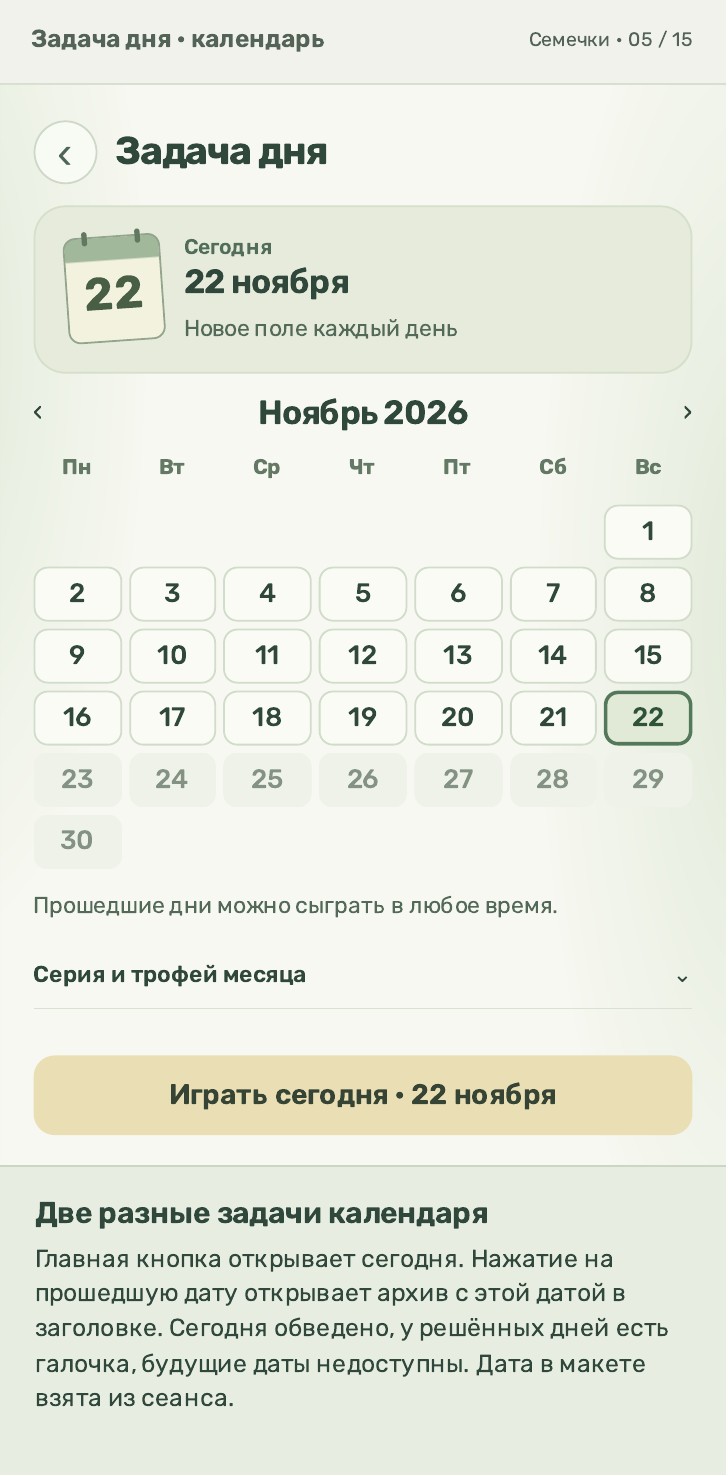 Задача дня • календарь
Семечки • 05 / 15
‹ Задача дня
22
Сегодня
22 ноября
Новое поле каждый день
‹ Ноябрь 2026 ›
Пн Вт Ср Чт Пт Сб Вс
1
2 3 4 5 6 7 8
9 10 11 12 13 14 15
16 17 18 19 20 21 22
23 24 25 26 27 28 29
30
Прошедшие дни можно сыграть в любое время.
Серия и трофей месяца
Играть сегодня • 22 ноября
Две разные задачи календаря
Главная кнопка открывает сегодня. Нажатие на
прошедшую дату открывает архив с этой датой в
заголовке. Сегодня обведено, у решённых дней есть
галочка, будущие даты недоступны. Дата в макете
взята из сеанса.